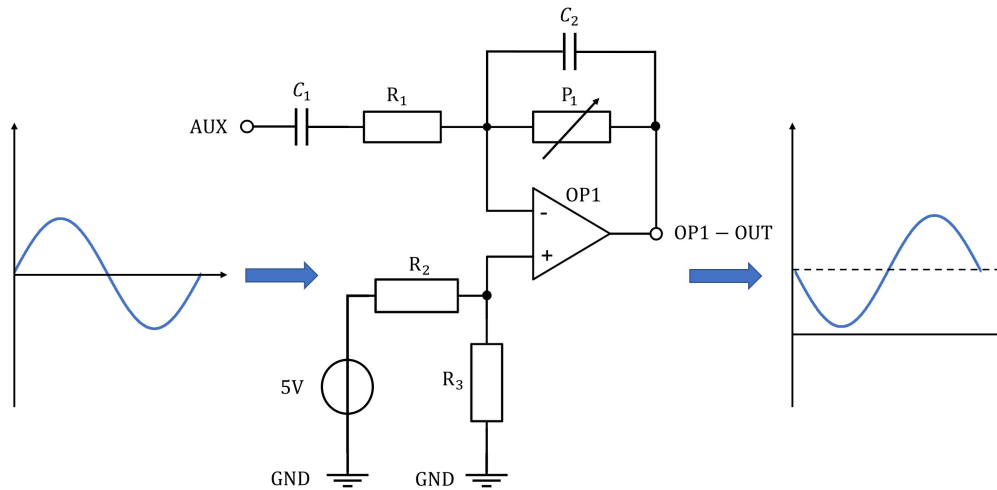 C₂
C₁
R₁
P₁
AUX
OP1
-
OP1 − OUT
+
R₂
5V
R₃
GND
GND